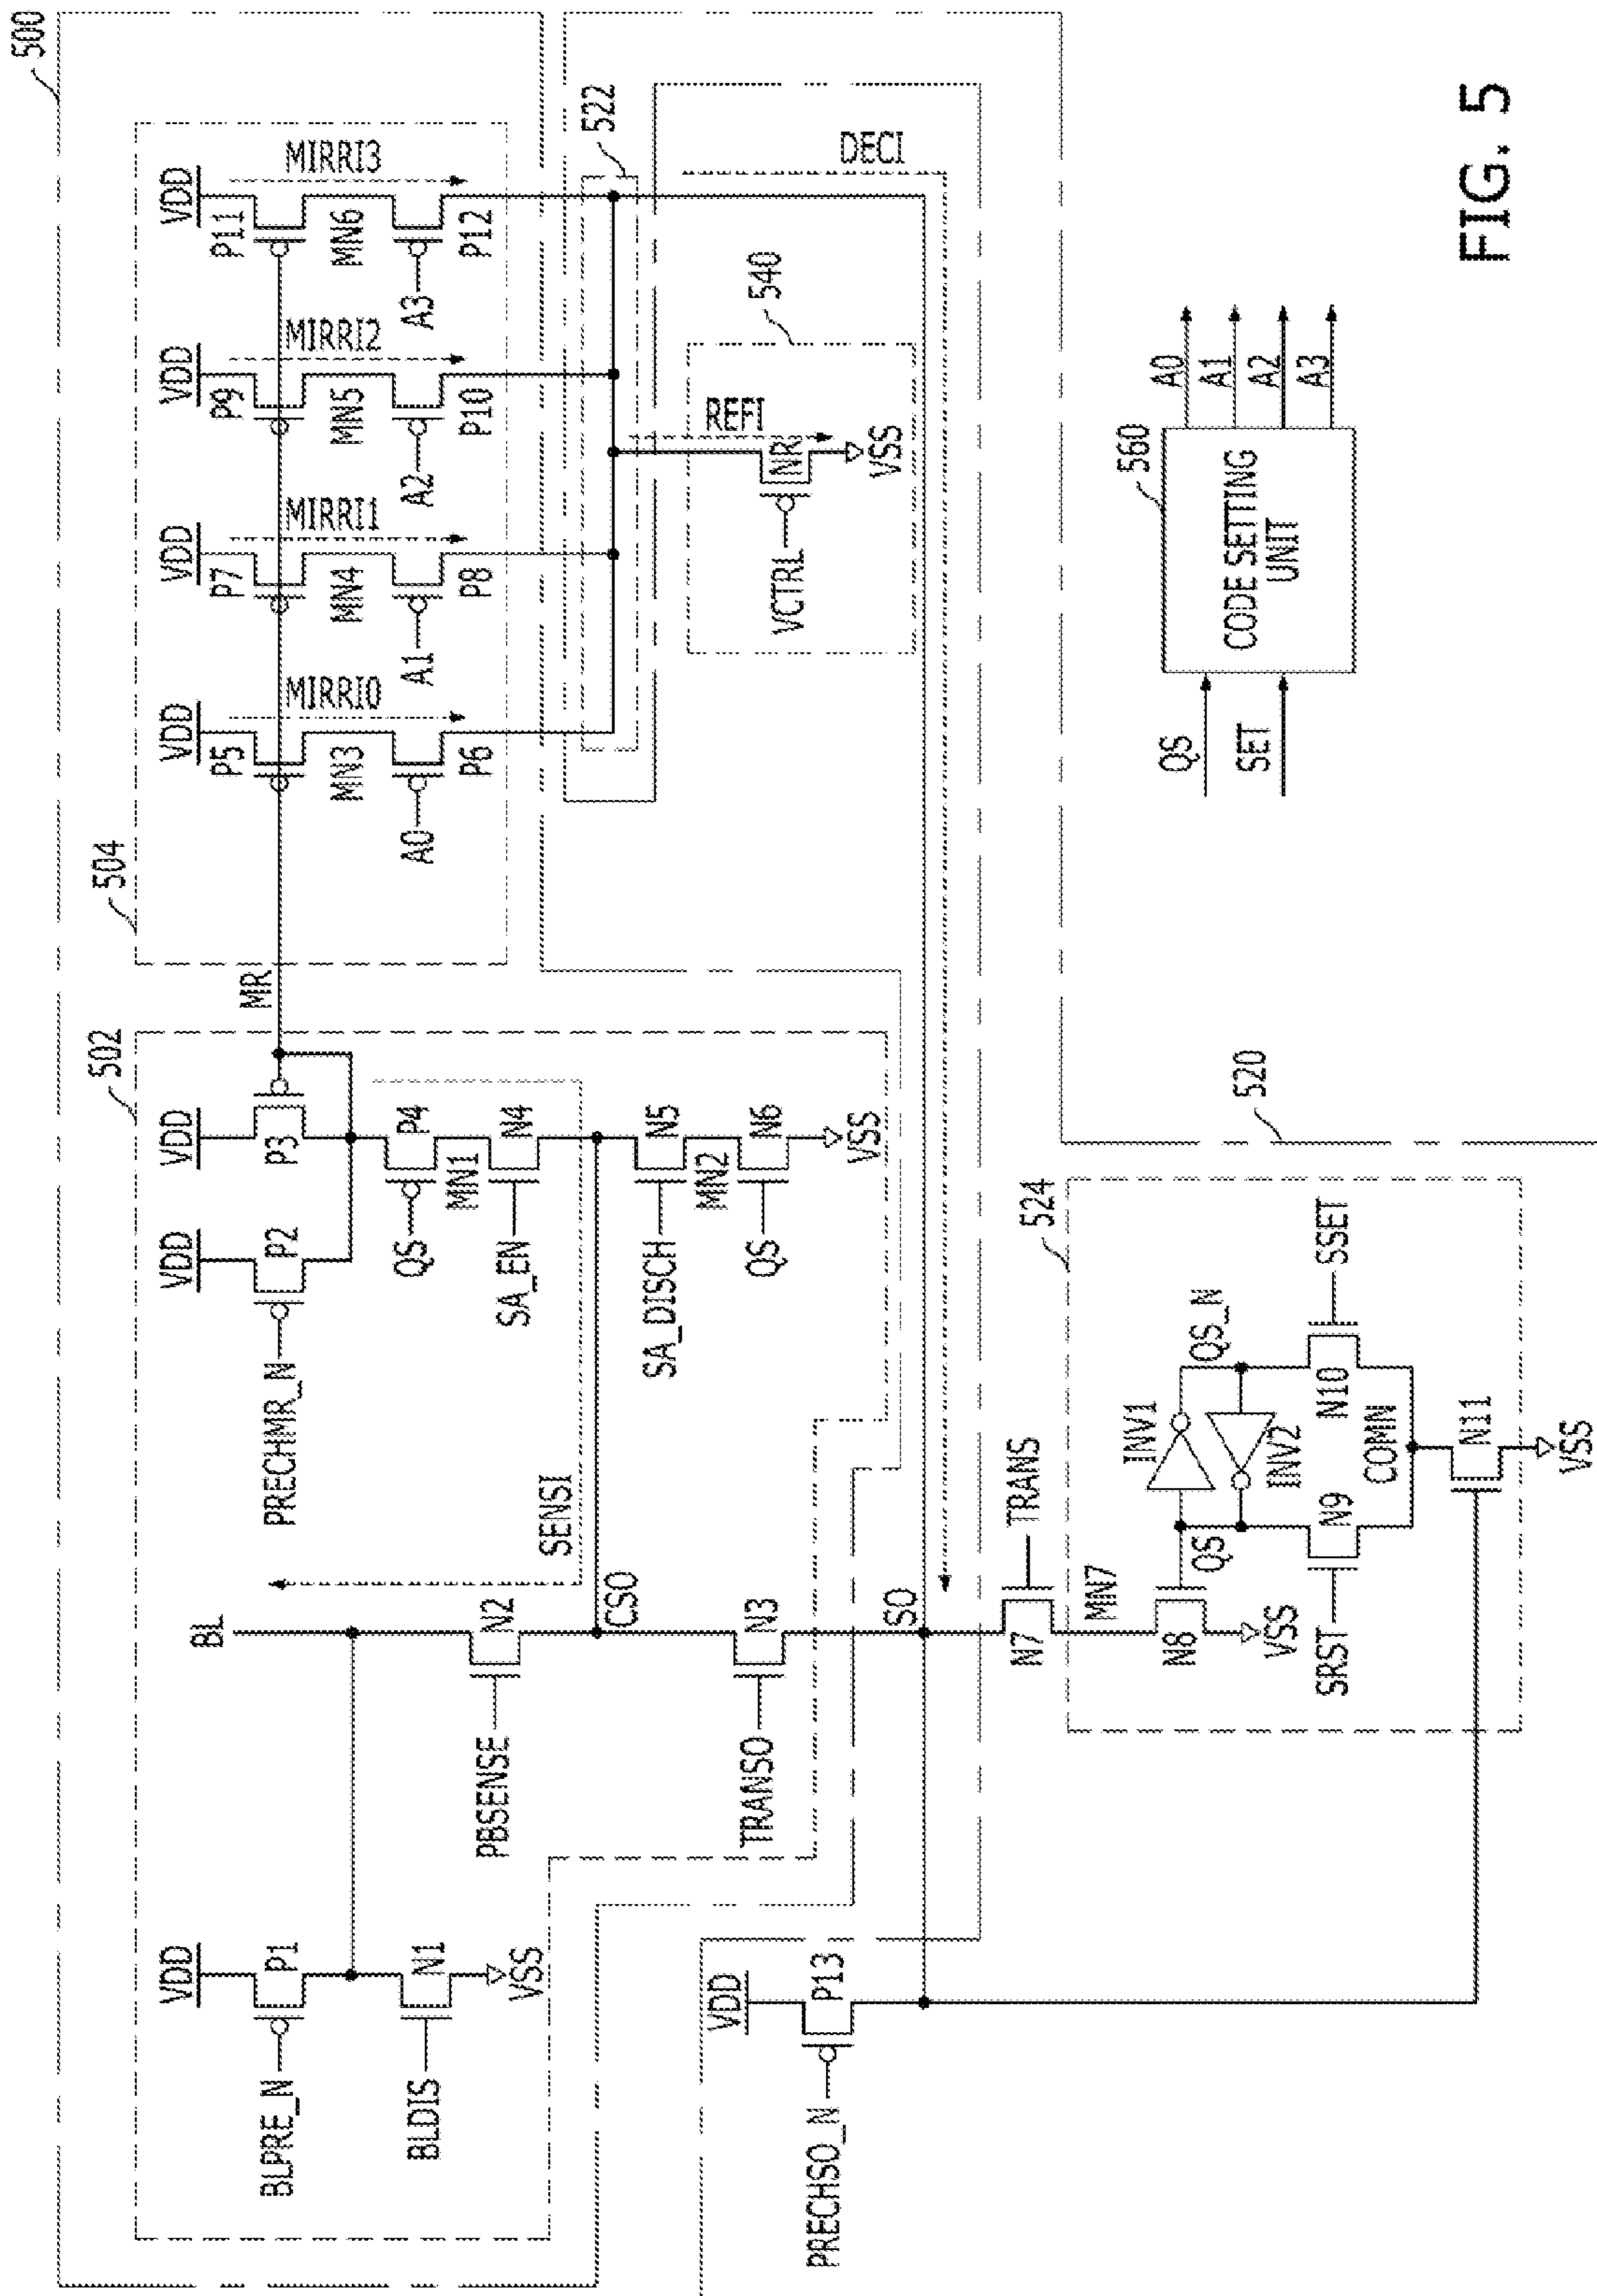 500
504
VDD
VDD
VDD
VDD
P5
P7
P9
P11
MIRRI0
MIRRI1
MIRRI2
MIRRI3
MN3
MN4
MN5
MN6
A0
A1
A2
A3
P6
P8
P10
P12
522
MR
502
VDD
VDD
VDD
P1
P2
P3
BLPRE_N
PRECHMR_N
BL
N1
BLDIS
VSS
QS
P4
MN1
SA_EN
N4
SENSI
PBSENSE
N2
CSO
SA_DISCH
N5
MN2
QS
N6
VSS
TRANSO
N3
REFI
540
VCTRL
NR
VSS
DECI
VDD
P13
PRECHSO_N
SO
N7
TRANS
524
520
MN7
N8
VSS
QS
INV1
QS_N
INV2
SRST
N9
N10
SSET
COMN
N11
VSS
560
QS
SET
CODE SETTING
UNIT
A0
A1
A2
A3
FIG. 5